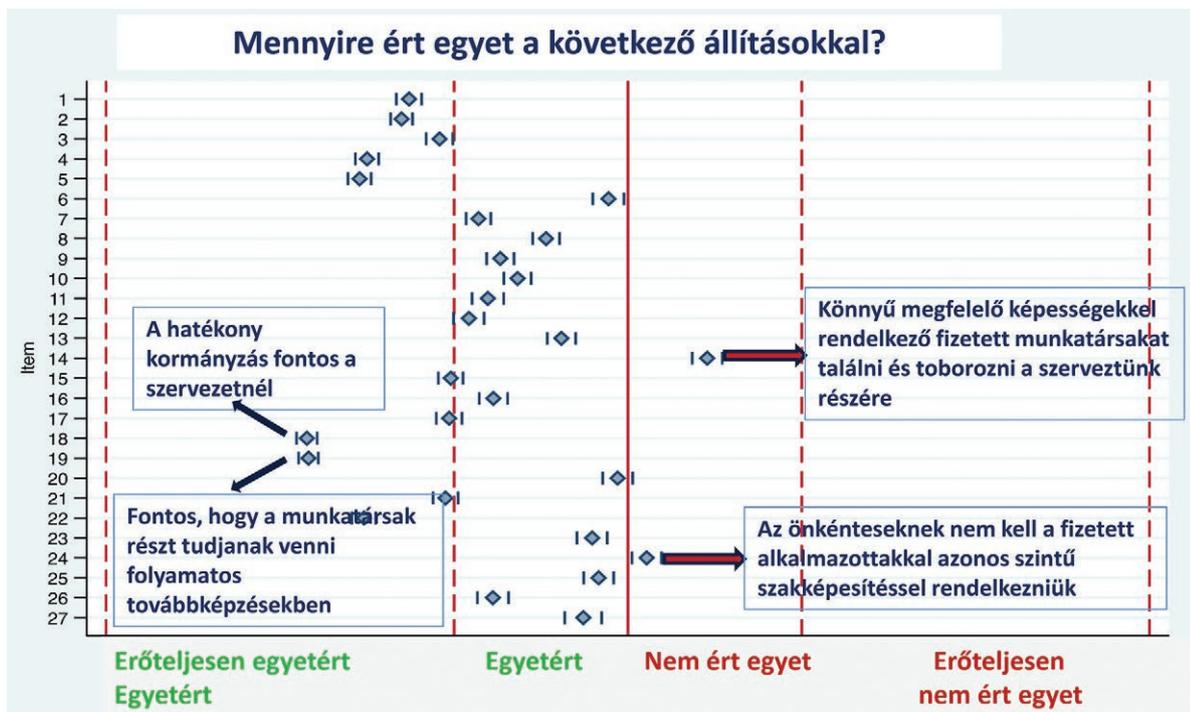 Mennyire ért egyet a következő állításokkal?
Item
1
2
3
4
5
6
7
8
9
10
11
12
13
14
15
16
17
18
19
20
21
22
23
24
25
26
27
A hatékony
kormányzás fontos a
szervezetnél
Könnyű megfelelő képességekkel
rendelkező fizetett munkatársakat
találni és toborozni a szerveztünk
részére
Fontos, hogy a munkatársak
részt tudjanak venni
folyamatos
továbbképzésekben
Az önkénteseknek nem kell a fizetett
alkalmazottakkal azonos szintű
szakképesítéssel rendelkezniük
Erőteljesen egyetért
Egyetért
Egyetért
Nem ért egyet
Erőteljesen
nem ért egyet